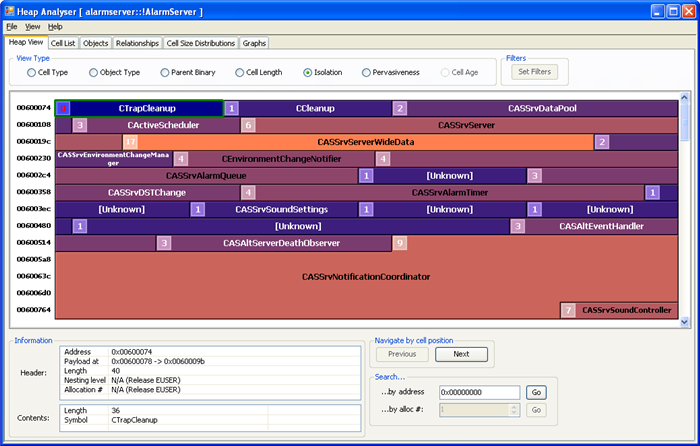 Heap Analyser [ alarmserver::!AlarmServer ]
File View Help
Heap View Cell List Objects Relationships Cell Size Distributions Graphs
View Type
Cell Type Object Type Parent Binary Cell Length Isolation Pervasiveness Cell Age
Filters
Set Filters
00600074 0 CTrapCleanup 1 CCleanup 2 CASSrvDataPool
00600108 3 CActiveScheduler 6 CASSrvServer
0060019c 17 CASSrvServerWideData 2
00600230 CASSrvEnvironmentChangeMana
ger 4 CEnvironmentChangeNotifier 4
006002c4 CASSrvAlarmQueue 1 [Unknown] 3
00600358 CASSrvDSTChange 4 CASSrvAlarmTimer 1
006003ec [Unknown] 1 CASSrvSoundSettings 1 [Unknown] 1 [Unknown]
00600480 1 [Unknown] 3 CASAltEventHandler
00600514 3 CASAltServerDeathObserver 9
006005a8
0060063c CASSrvNotificationCoordinator
006006d0
00600764 7 CASSrvSoundController
Information
Header:
Address 0x00600074
Payload at 0x00600078 -> 0x0060009b
Length 40
Nesting level N/A (Release EUSER)
Allocation # N/A (Release EUSER)
Contents:
Length 36
Symbol CTrapCleanup
Navigate by cell position
Previous Next
Search...
...by address 0x00000000 Go
...by alloc #: 1 Go